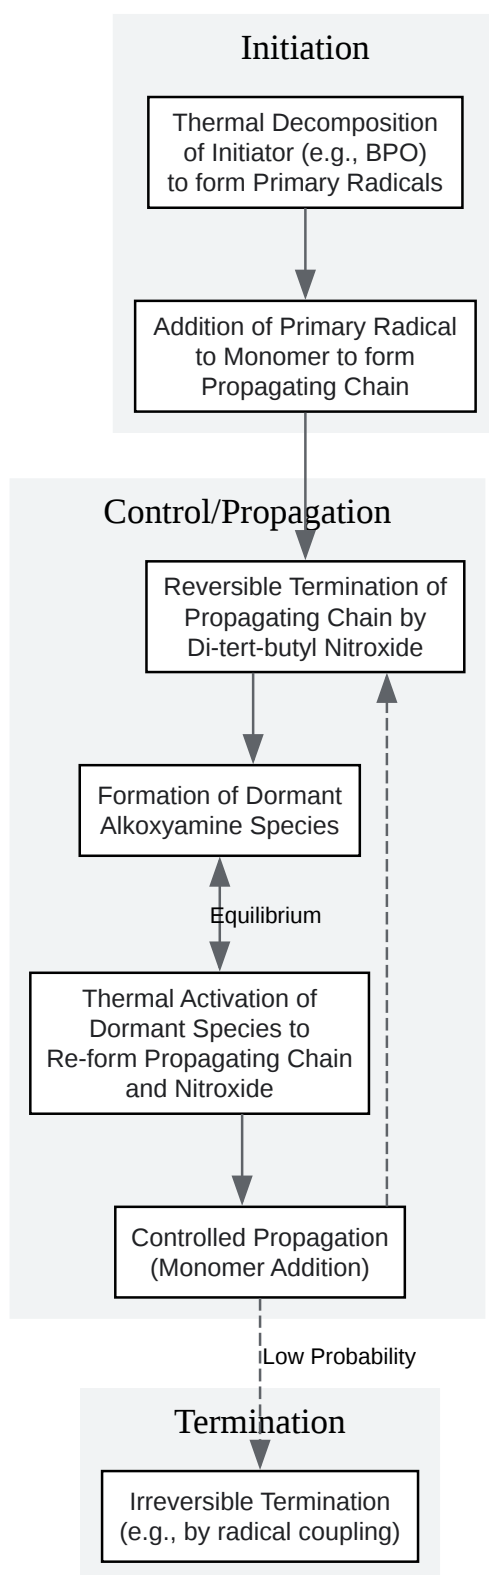 Initiation
Thermal Decomposition
of Initiator (e.g., BPO)
to form Primary Radicals
Addition of Primary Radical
to Monomer to form
Propagating Chain
Control/Propagation
Reversible Termination of
Propagating Chain by
Di-tert-butyl Nitroxide
Formation of Dormant
Alkoxyamine Species
Equilibrium
Thermal Activation of
Dormant Species to
Re-form Propagating Chain
and Nitroxide
Controlled Propagation
(Monomer Addition)
Low Probability
Termination
Irreversible Termination
(e.g., by radical coupling)